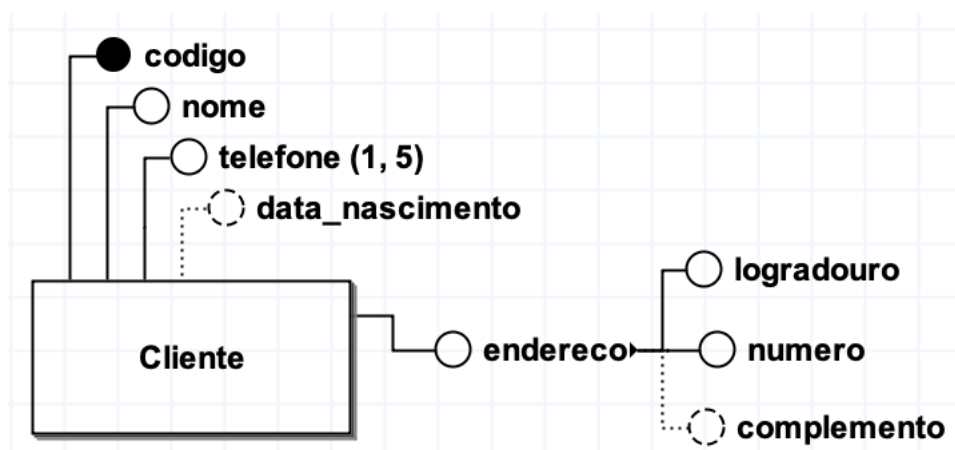 codigo
nome
telefone (1, 5)
data_nascimento
Cliente
endereco
logradouro
numero
complemento